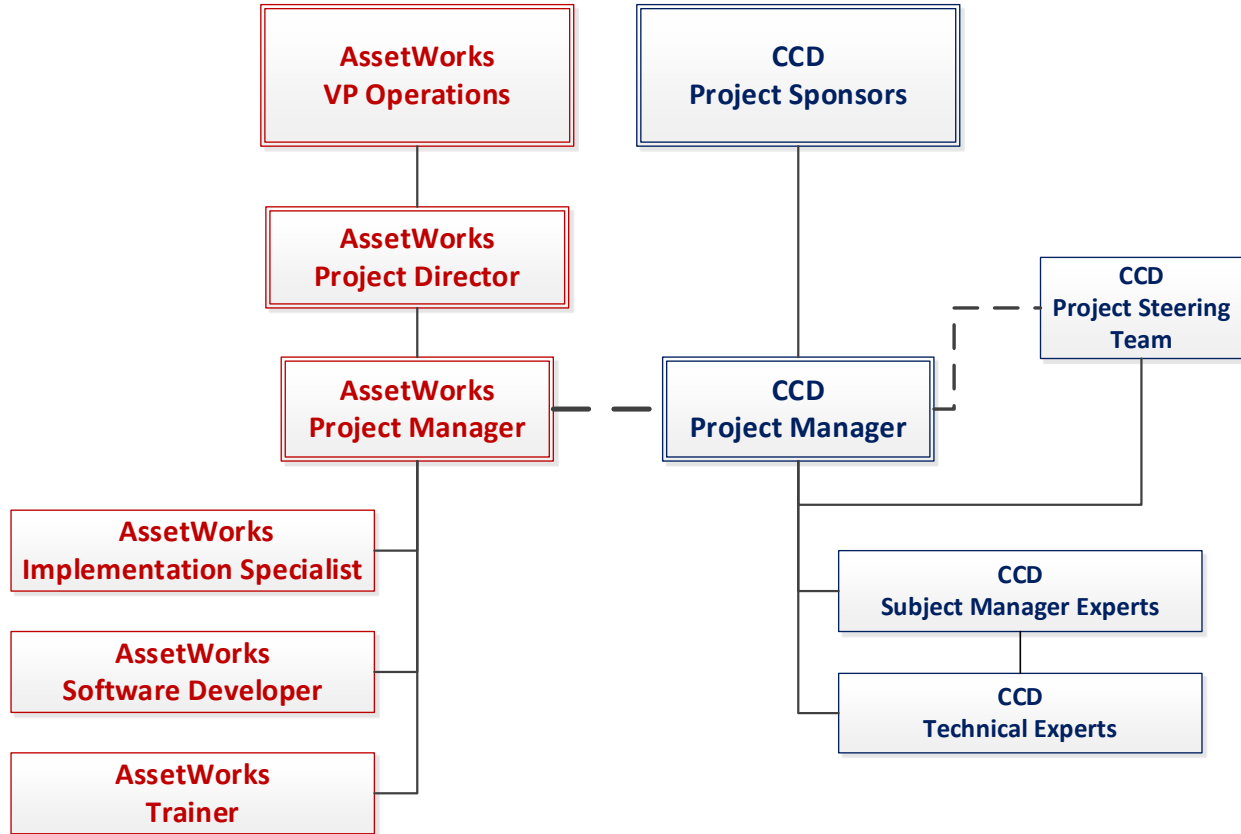 AssetWorks
VP Operations
CCD
Project Sponsors
AssetWorks
Project Director
CCD
Project Steering
Team
AssetWorks
Project Manager
CCD
Project Manager
AssetWorks
Implementation Specialist
CCD
Subject Manager Experts
AssetWorks
Software Developer
CCD
Technical Experts
AssetWorks
Trainer